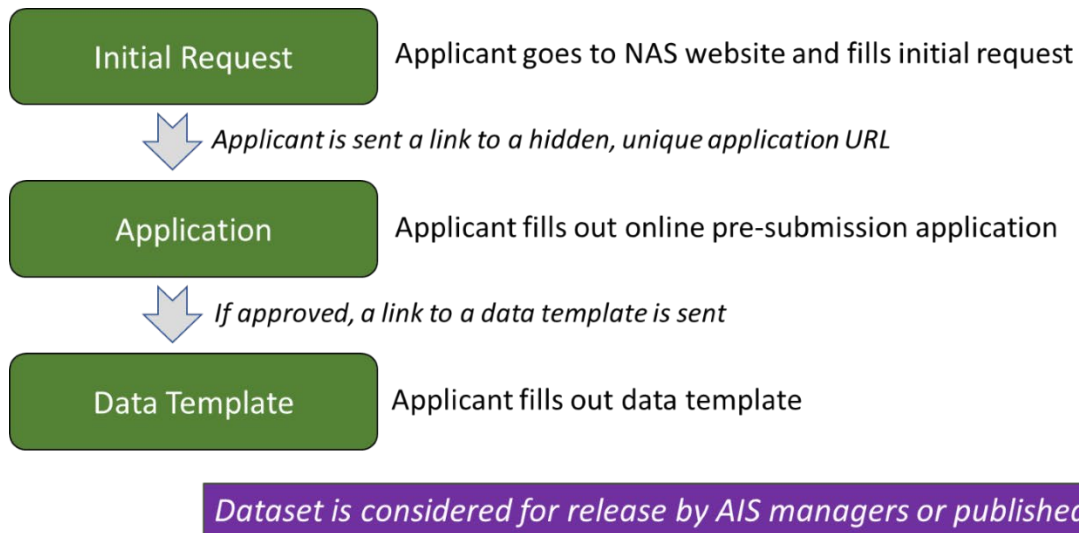 Initial Request
Applicant goes to NAS website and fills initial request
Applicant is sent a link to a hidden, unique application URL
Application
Applicant fills out online pre-submission application
If approved, a link to a data template is sent
Data Template
Applicant fills out data template
Dataset is considered for release by AIS managers or published